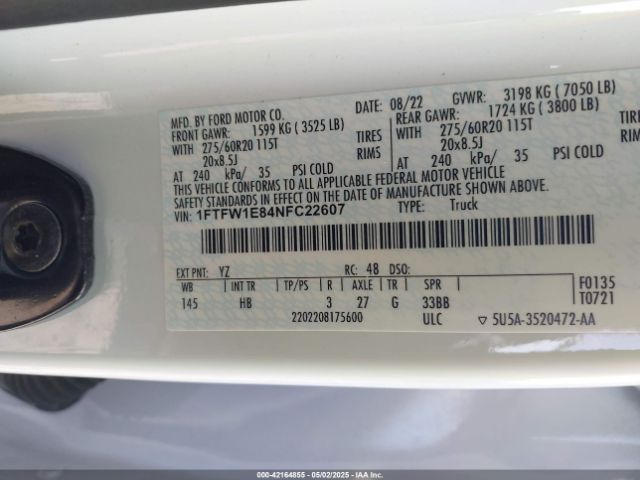 MFD. BY FORD MOTOR CO. DATE: 08/22 GVWR: 3198 KG ( 7050 LB)
FRONT GAWR: 1599 KG ( 3525 LB) REAR GAWR: 1724 KG ( 3800 LB)
WITH 275/60R20 115T TIRES WITH 275/60R20 115T
20x8.5J RIMS 20x8.5J
AT 240 kPa/ 35 PSI COLD AT 240 kPa/ 35 PSI COLD
THIS VEHICLE CONFORMS TO ALL APPLICABLE FEDERAL MOTOR VEHICLE
SAFETY STANDARDS IN EFFECT ON THE DATE OF MANUFACTURE SHOWN ABOVE.
VIN: 1FTFW1E84NFC22607 TYPE: Truck
EXT PNT: YZ RC: 48 DSO: F0135
WB TP/PS R AXLE TR SPR T0721
145 HB 3 27 G 33BB
2202208175600 ULC ▽ 5U5A-3520472-AA
000-42164855 - 05/02/2025 - IAAI.com